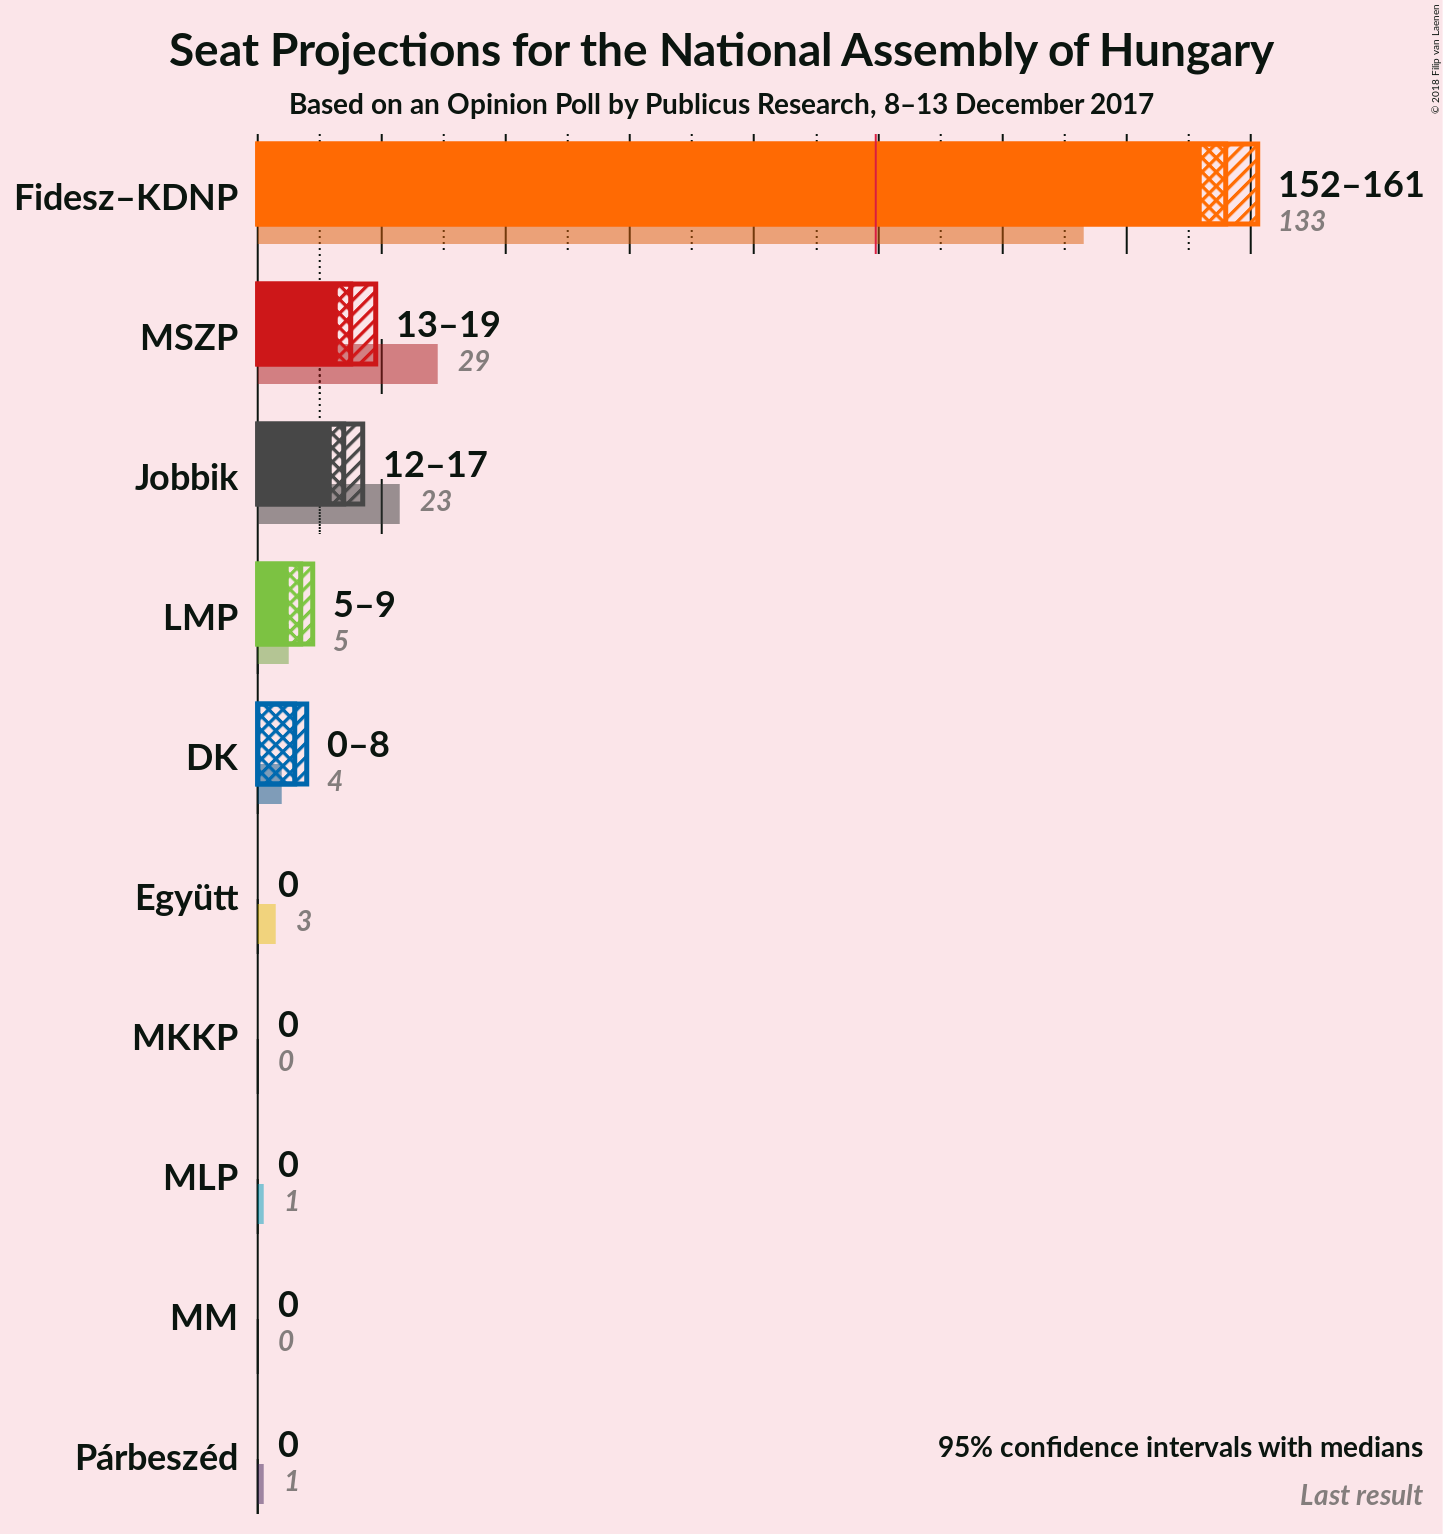 © 2018 Filip van Laenen
Seat Projections for the National Assembly of Hungary
Based on an Opinion Poll by Publicus Research, 8–13 December 2017
Fidesz–KDNP
152–161
133
MSZP
13–19
29
Jobbik
12–17
23
LMP
5–9
5
DK
0–8
4
Együtt
0
3
MKKP
0
0
MLP
0
1
MM
0
0
Párbeszéd
0
1
95% confidence intervals with medians
Last result